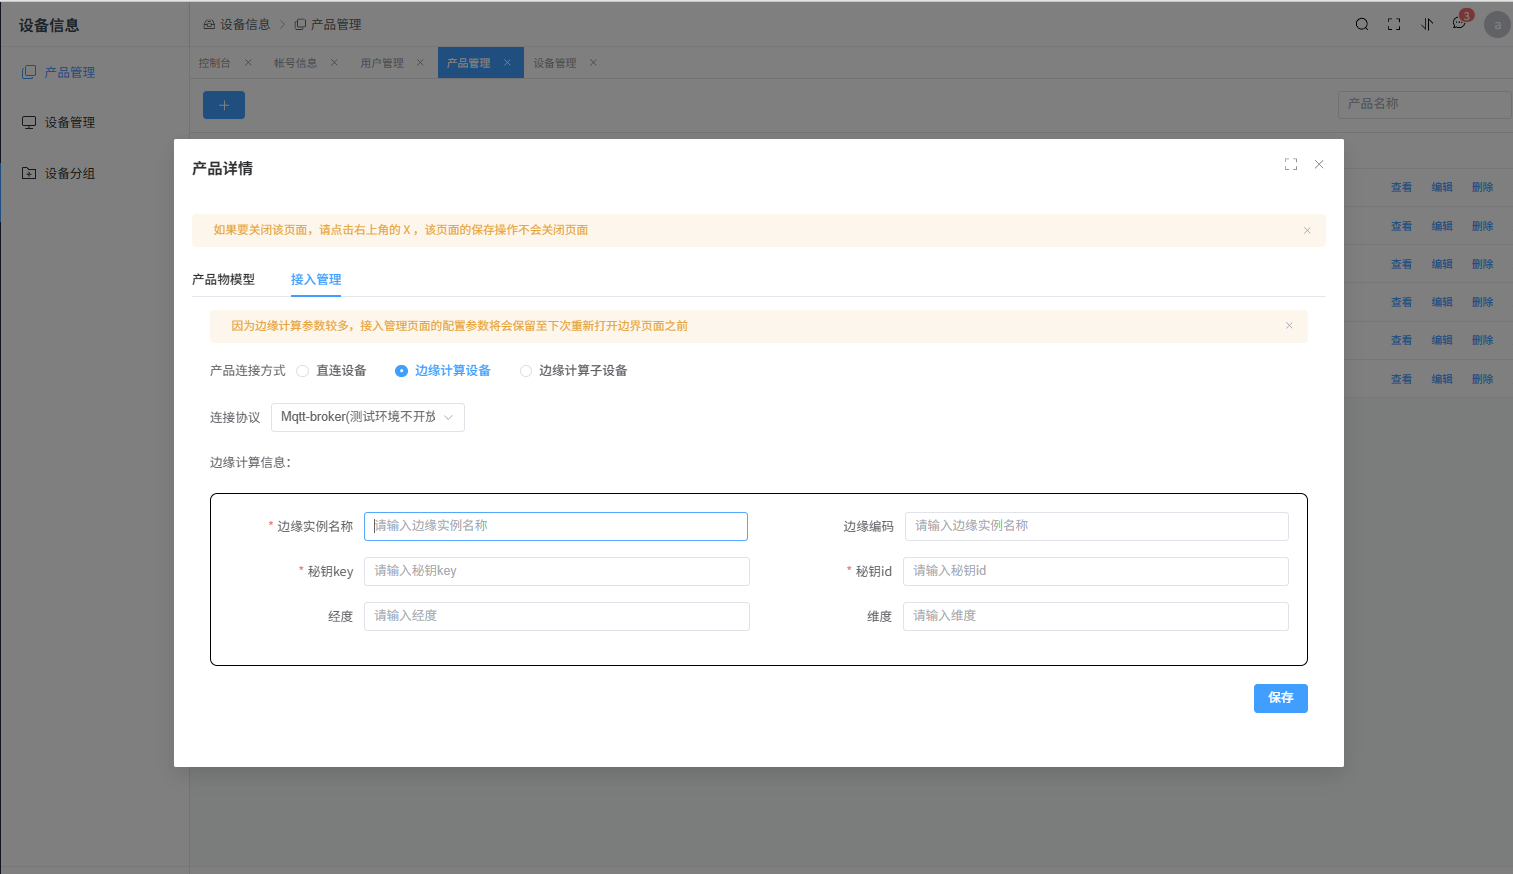 设备信息
设备信息 产品管理
3
a
产品管理
设备管理
设备分组
控制台 帐号信息 用户管理 产品管理 设备管理
产品名称
查看 编辑 删除
查看 编辑 删除
查看 编辑 删除
查看 编辑 删除
查看 编辑 删除
查看 编辑 删除
产品详情
如果要关闭该页面，请点击右上角的 X ，该页面的保存操作不会关闭页面
产品物模型 接入管理
因为边缘计算参数较多，接入管理页面的配置参数将会保留至下次重新打开边界页面之前
产品连接方式 直连设备 边缘计算设备 边缘计算子设备
连接协议 Mqtt-broker(测试环境不开放
边缘计算信息：
* 边缘实例名称 请输入边缘实例名称 边缘编码 请输入边缘实例名称
* 秘钥key 请输入秘钥key * 秘钥id 请输入秘钥id
经度 请输入经度 维度 请输入维度
保存